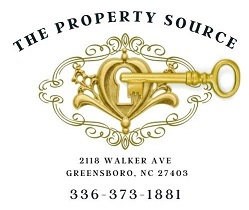 THE PROPERTY SOURCE
2118 WALKER AVE
GREENSBORO, NC 27403
336-373-1881